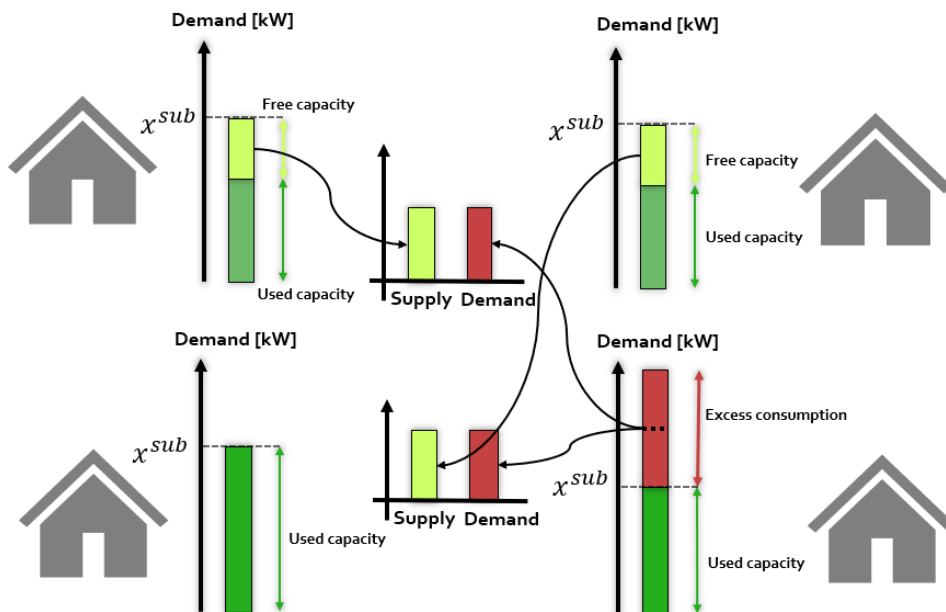 Demand [kW]
x^{sub}
Free capacity
Used capacity
Demand [kW]
x^{sub}
Free capacity
Used capacity
Supply
Demand
Demand [kW]
x^{sub}
Used capacity
Supply
Demand
Demand [kW]
Excess consumption
x^{sub}
Used capacity